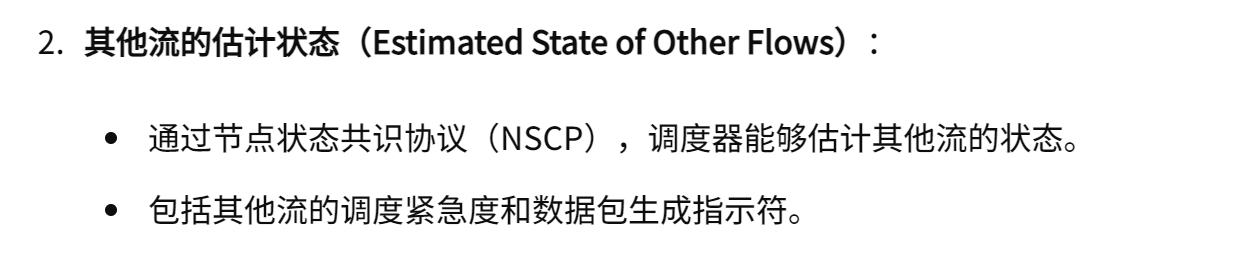 2. 其他流的估计状态（Estimated State of Other Flows）：
• 通过节点状态共识协议（NSCP），调度器能够估计其他流的状态。
• 包括其他流的调度紧急度和数据包生成指示符。